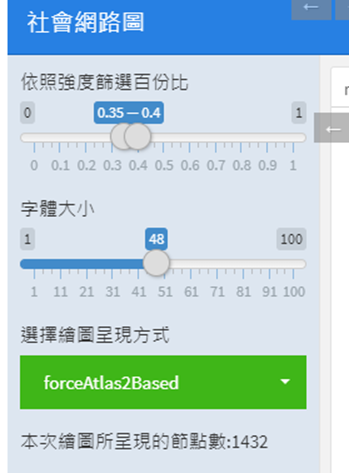 社會網路圖
依照強度篩選百份比
0 0.35 — 0.4 1
0 0.1 0.2 0.3 0.4 0.5 0.6 0.7 0.8 0.9 1
字體大小
1 48 100
1 11 21 31 41 51 61 71 81 91 100
選擇繪圖呈現方式
forceAtlas2Based
本次繪圖所呈現的節點數:1432